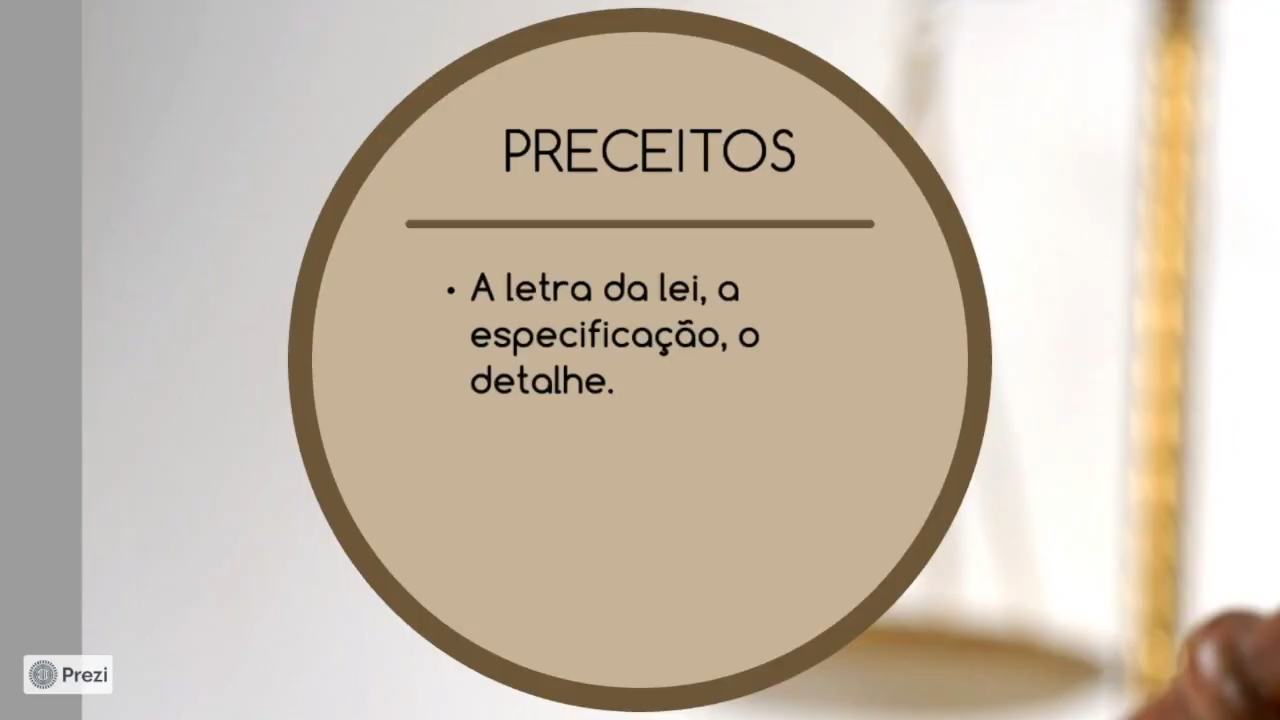 PRECEITOS
• A letra da lei, a
especificação, o
detalhe.
Prezi